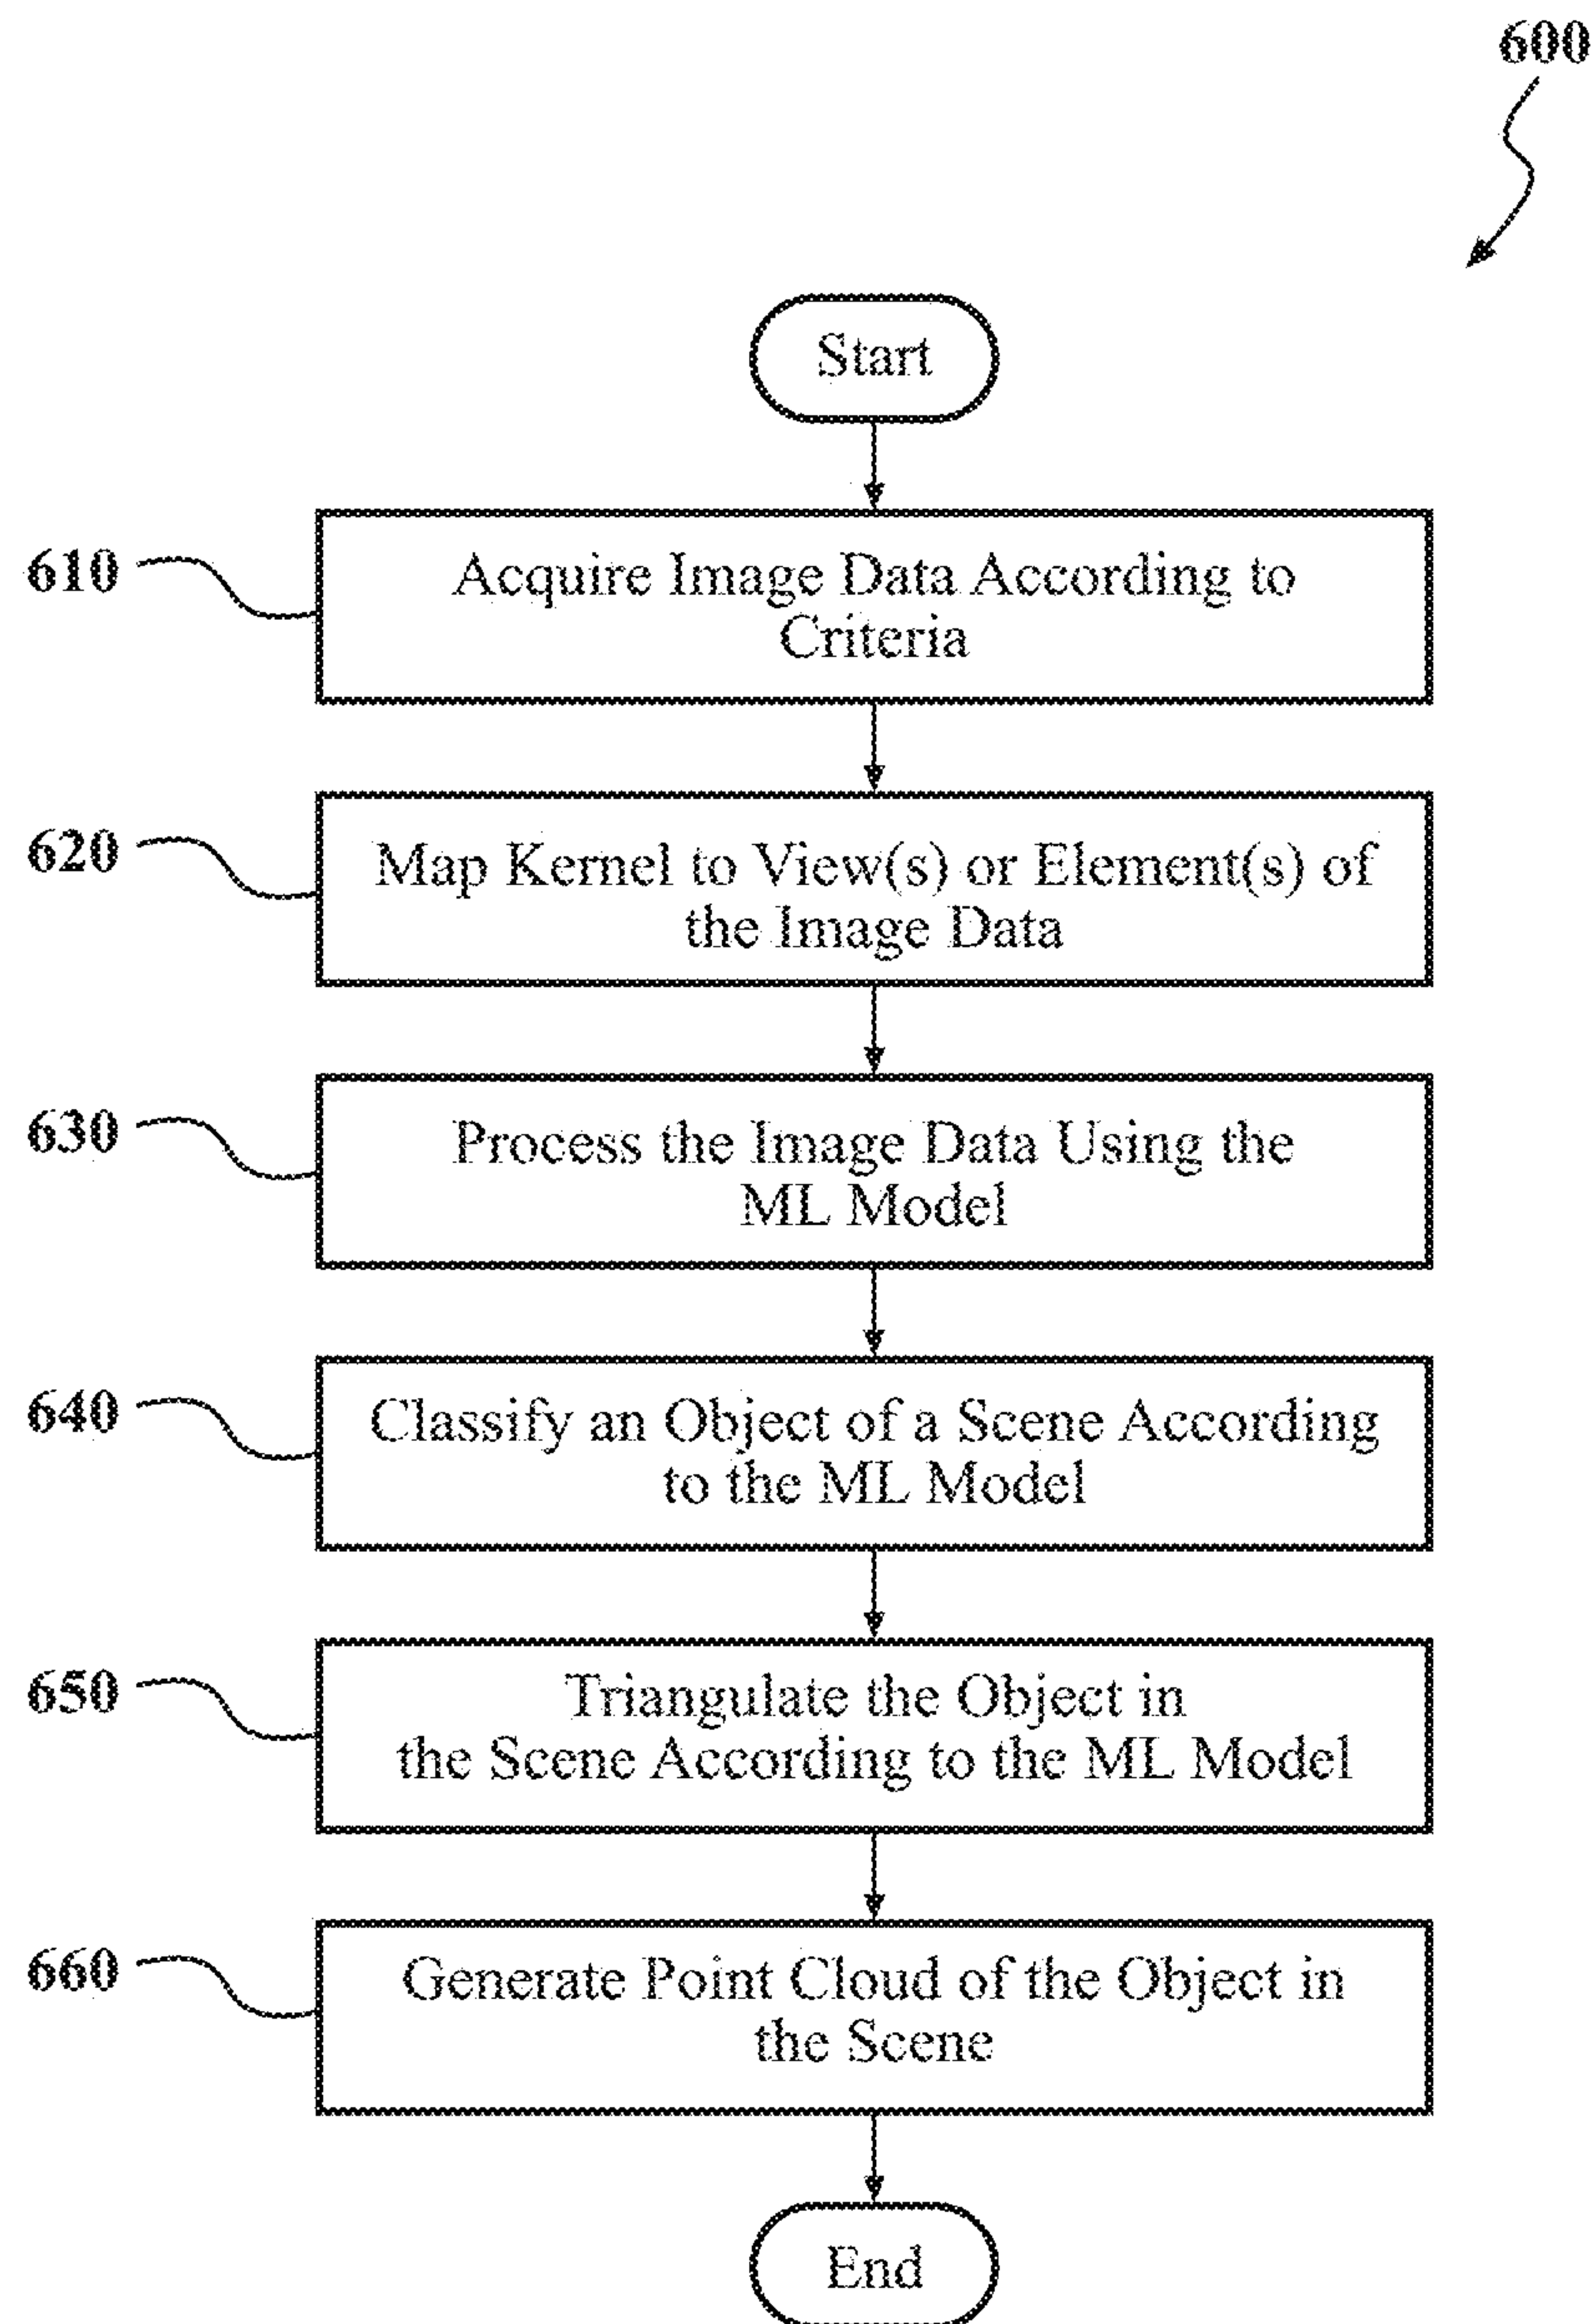 600
Start
610
Acquire Image Data According to
Criteria
620
Map Kernel to View(s) or Element(s) of
the Image Data
630
Process the Image Data Using the
ML Model
640
Classify an Object of a Scene According
to the ML Model
650
Triangulate the Object in
the Scene According to the ML Model
660
Generate Point Cloud of the Object in
the Scene
End